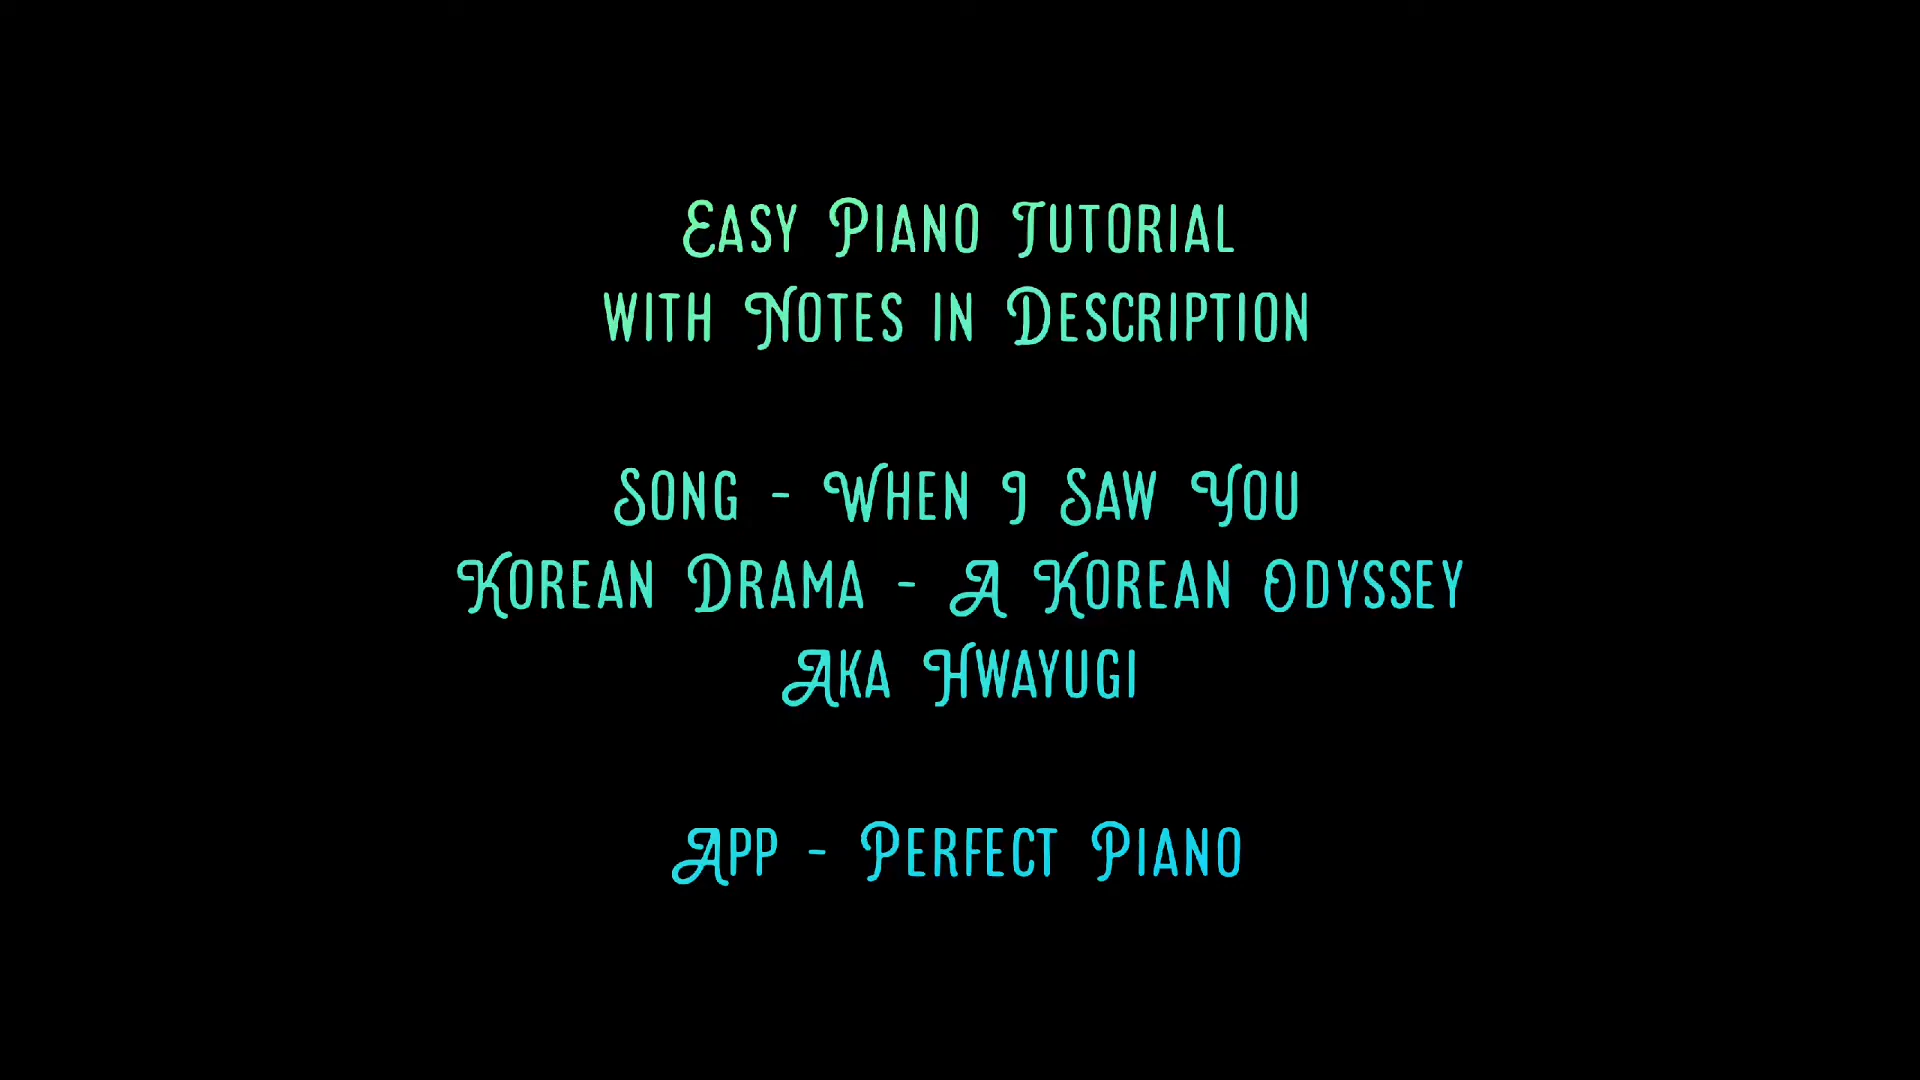 Easy Piano Tutorial
with Notes in Description
Song - When I Saw You
Korean Drama - A Korean Odyssey
Aka Hwayugi
App - Perfect Piano